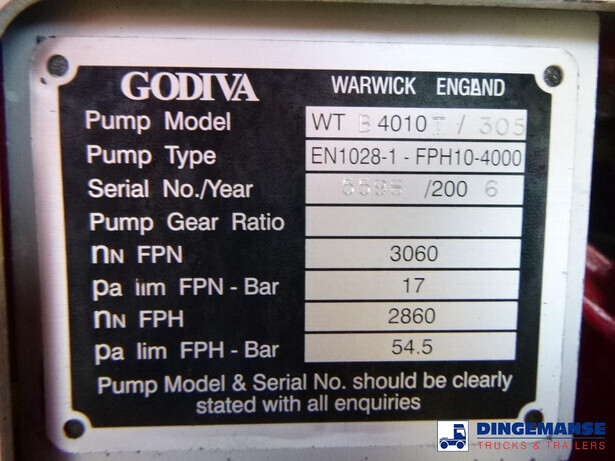 GODIVA WARWICK ENGLAND
Pump Model WT B 4010 T / 305
Pump Type EN1028-1 - FPH10-4000
Serial No./Year 5598 /200 6
Pump Gear Ratio
nN FPN 3060
pa lim FPN - Bar 17
nN FPH 2860
pa lim FPH - Bar 54.5
Pump Model & Serial No. should be clearly
stated with all enquiries
DINGEMANSE
TRUCKS & TRAILERS